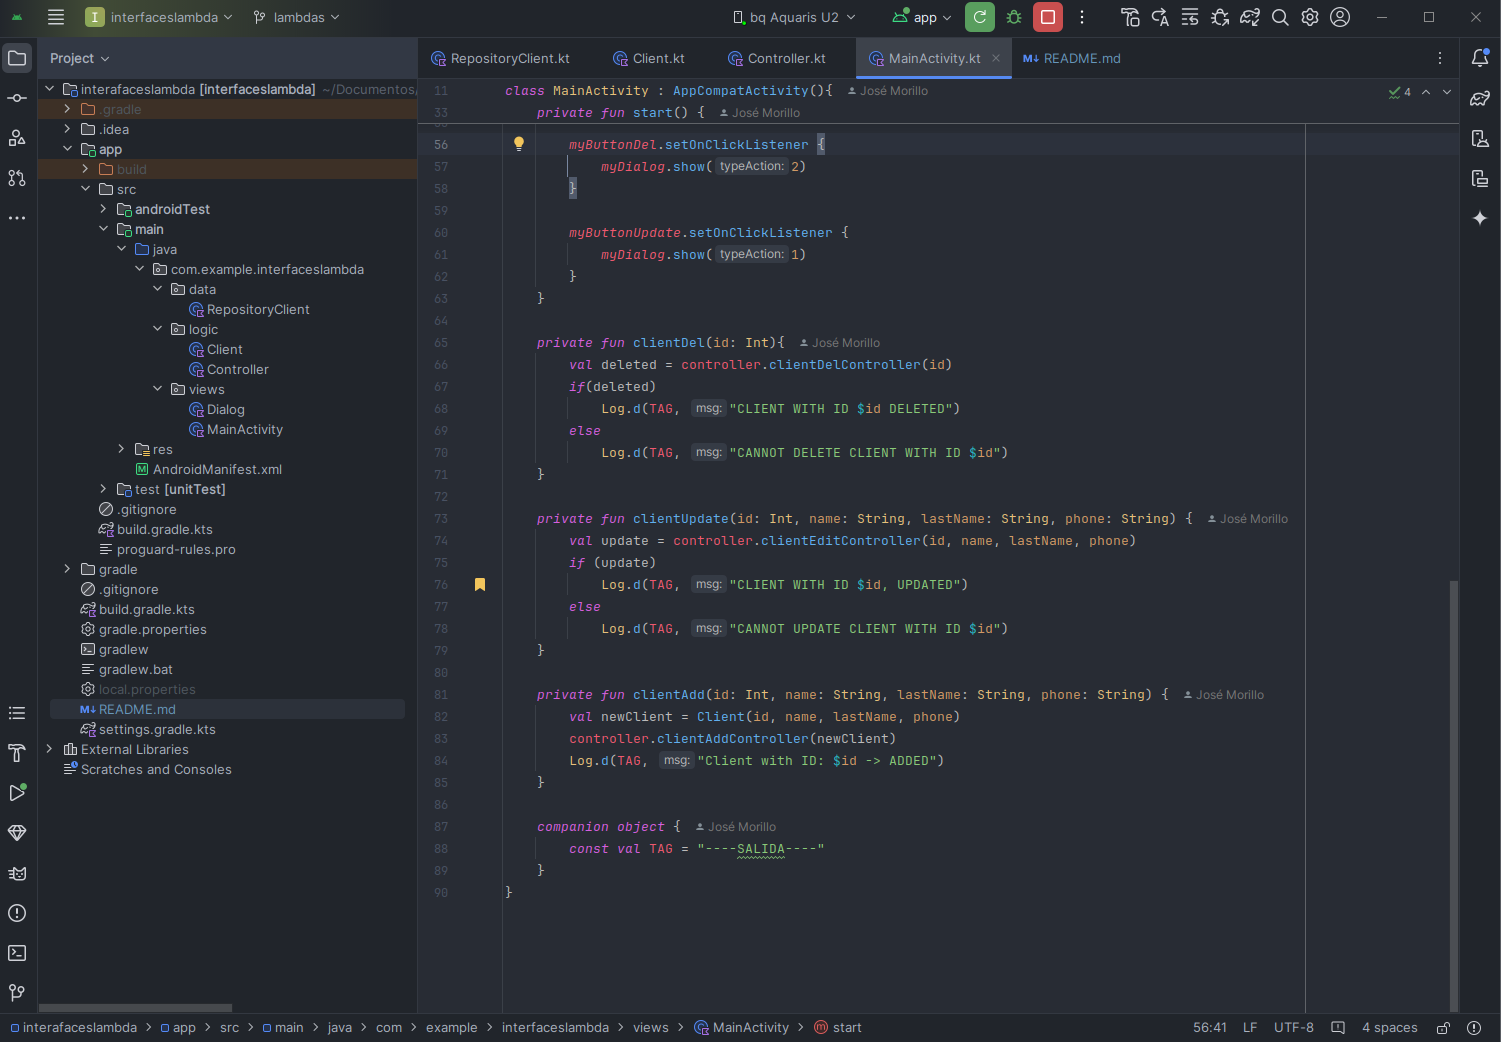 I interfaceslambda lambdas bq Aquaris U2 app
Project
RepositoryClient.kt Client.kt Controller.kt MainActivity.kt M↓ README.md
interafaceslambda [interfaceslambda] ~/Documentos/
.gradle
.idea
app
build
src
androidTest
main
java
com.example.interfaceslambda
data
RepositoryClient
logic
Client
Controller
views
Dialog
MainActivity
res
M AndroidManifest.xml
test [unitTest]
.gitignore
build.gradle.kts
proguard-rules.pro
gradle
.gitignore
build.gradle.kts
gradle.properties
gradlew
gradlew.bat
local.properties
M↓ README.md
settings.gradle.kts
External Libraries
Scratches and Consoles
11 class MainActivity : AppCompatActivity(){ José Morillo 4
33 private fun start() { José Morillo
56 myButtonDel.setOnClickListener {
57 myDialog.show( typeAction: 2)
58 }
59
60 myButtonUpdate.setOnClickListener {
61 myDialog.show( typeAction: 1)
62 }
63 }
64
65 private fun clientDel(id: Int){ José Morillo
66 val deleted = controller.clientDelController(id)
67 if(deleted)
68 Log.d(TAG, msg: "CLIENT WITH ID $id DELETED")
69 else
70 Log.d(TAG, msg: "CANNOT DELETE CLIENT WITH ID $id")
71 }
72
73 private fun clientUpdate(id: Int, name: String, lastName: String, phone: String) { José Morillo
74 val update = controller.clientEditController(id, name, lastName, phone)
75 if (update)
76 Log.d(TAG, msg: "CLIENT WITH ID $id, UPDATED")
77 else
78 Log.d(TAG, msg: "CANNOT UPDATE CLIENT WITH ID $id")
79 }
80
81 private fun clientAdd(id: Int, name: String, lastName: String, phone: String) { José Morillo
82 val newClient = Client(id, name, lastName, phone)
83 controller.clientAddController(newClient)
84 Log.d(TAG, msg: "Client with ID: $id -> ADDED")
85 }
86
87 companion object { José Morillo
88 const val TAG = "----SALIDA----"
89 }
90 }
interafaceslambda > app > src > main > java > com > example > interfaceslambda > views > MainActivity > m start 56:41 LF UTF-8 4 spaces